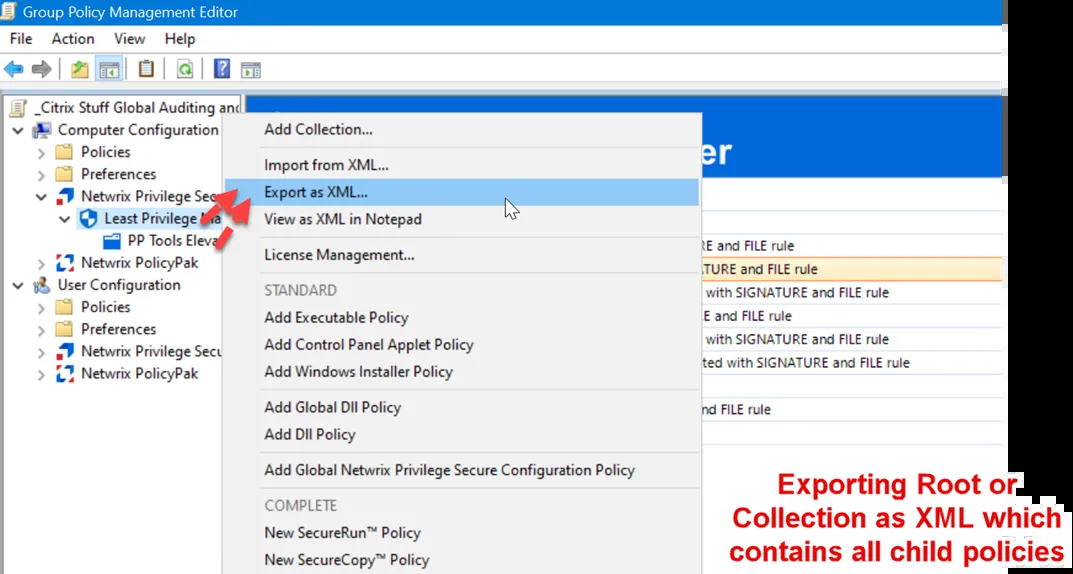 Group Policy Management Editor
File Action View Help
_Citrix Stuff Global Auditing and
Computer Configuration
Policies
Preferences
Netwrix Privilege Sec
Least Privilege Ma
PP Tools Eleva
Netwrix PolicyPak
User Configuration
Policies
Preferences
Netwrix Privilege Secu
Netwrix PolicyPak
Add Collection...
Import from XML...
Export as XML...
View as XML in Notepad
License Management...
STANDARD
Add Executable Policy
Add Control Panel Applet Policy
Add Windows Installer Policy
Add Global Dll Policy
Add Dll Policy
Add Global Netwrix Privilege Secure Configuration Policy
COMPLETE
New SecureRun™ Policy
New SecureCopy™ Policy
er
RE and FILE rule
TURE and FILE rule
with SIGNATURE and FILE rule
E and FILE rule
with SIGNATURE and FILE rule
ted with SIGNATURE and FILE rule
nd FILE rule
Exporting Root or
Collection as XML which
contains all child policies